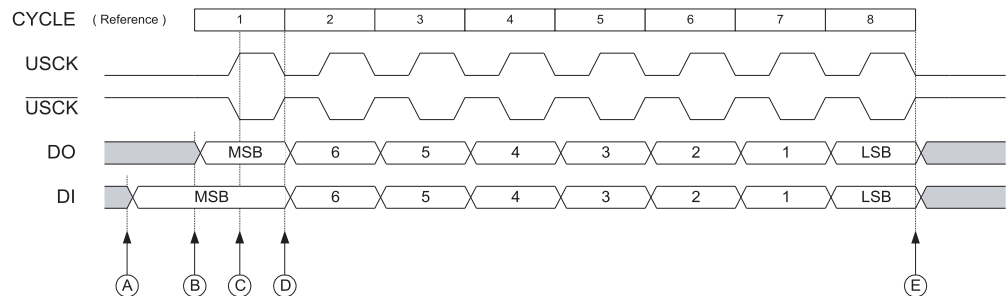 CYCLE ( Reference ) 1 2 3 4 5 6 7 8
USCK
USCK
DO MSB 6 5 4 3 2 1 LSB
DI MSB 6 5 4 3 2 1 LSB
A B C D E